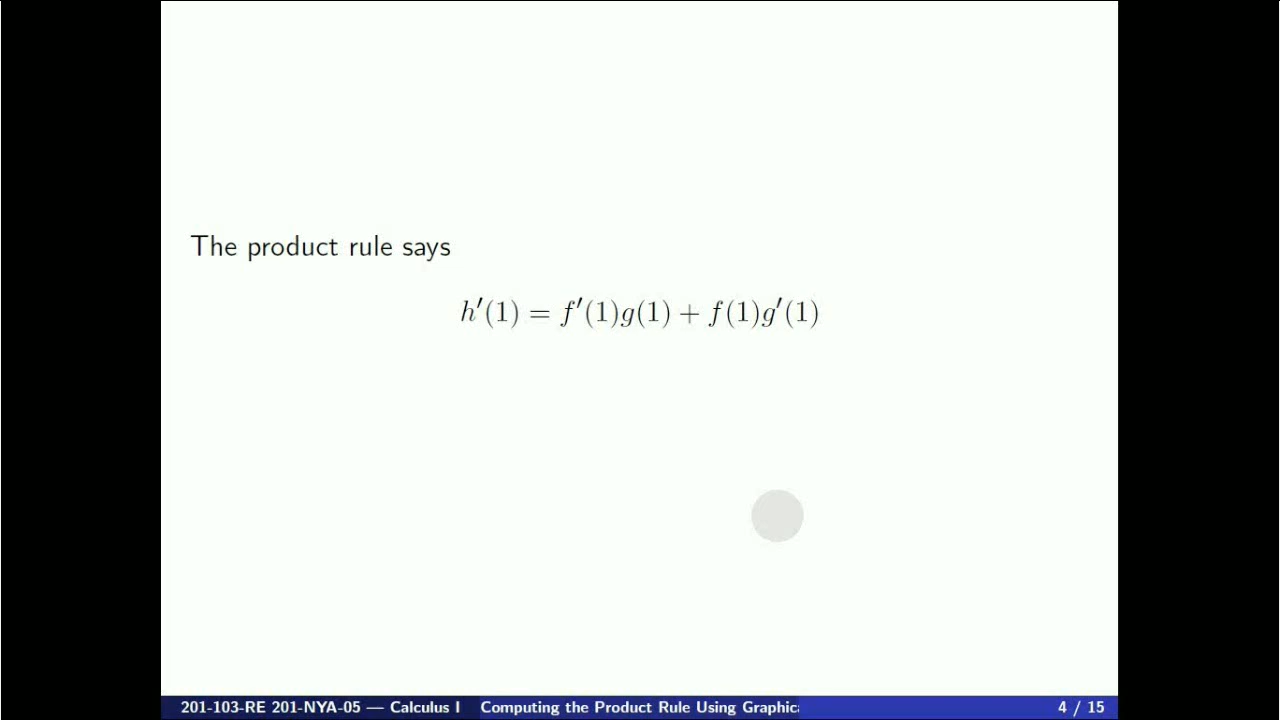 The product rule says
h′(1) = f′(1)g(1) + f(1)g′(1)
201-103-RE 201-NYA-05 — Calculus I Computing the Product Rule Using Graphica 4 / 15